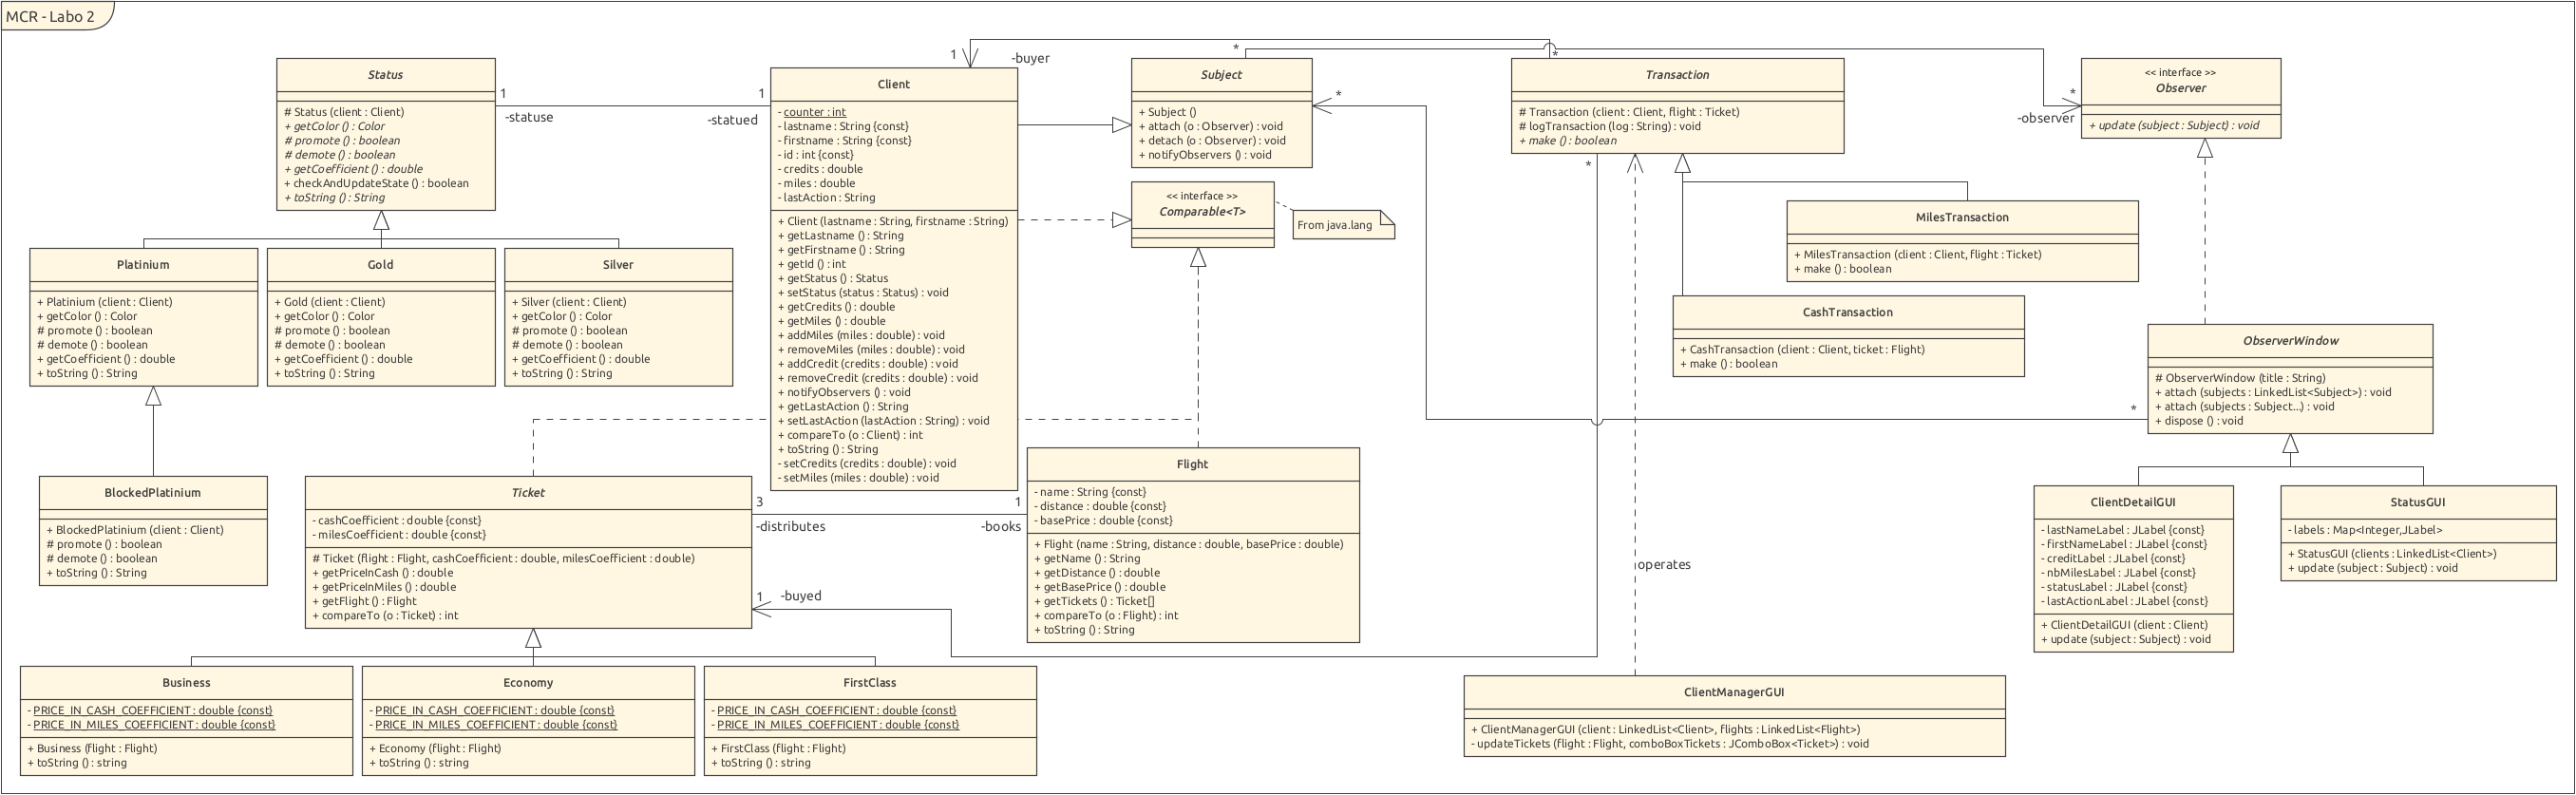 MCR - Labo 2
Status
# Status (client : Client)
+ getColor () : Color
# promote () : boolean
# demote () : boolean
+ getCoefficient () : double
+ checkAndUpdateState () : boolean
+ toString () : String
1
-statuse
1
-statued
Client
- counter : int
- lastname : String {const}
- firstname : String {const}
- id : int {const}
- credits : double
- miles : double
- lastAction : String
+ Client (lastname : String, firstname : String)
+ getLastname () : String
+ getFirstname () : String
+ getId () : int
+ getStatus () : Status
+ setStatus (status : Status) : void
+ getCredits () : double
+ getMiles () : double
+ addMiles (miles : double) : void
+ removeMiles (miles : double) : void
+ addCredit (credits : double) : void
+ removeCredit (credits : double) : void
+ notifyObservers () : void
+ getLastAction () : String
+ setLastAction (lastAction : String) : void
+ compareTo (o : Client) : int
+ toString () : String
- setCredits (credits : double) : void
- setMiles (miles : double) : void
1
-buyer
*
Subject
+ Subject ()
+ attach (o : Observer) : void
+ detach (o : Observer) : void
+ notifyObservers () : void
*
<< interface >>
Comparable<T>
From java.lang
*
Transaction
# Transaction (client : Client, flight : Ticket)
# logTransaction (log : String) : void
+ make () : boolean
*
<< interface >>
Observer
+ update (subject : Subject) : void
*
-observer
MilesTransaction
+ MilesTransaction (client : Client, flight : Ticket)
+ make () : boolean
CashTransaction
+ CashTransaction (client : Client, ticket : Flight)
+ make () : boolean
ObserverWindow
# ObserverWindow (title : String)
+ attach (subjects : LinkedList<Subject>) : void
+ attach (subjects : Subject...) : void
+ dispose () : void
*
Platinium
+ Platinium (client : Client)
+ getColor () : Color
# promote () : boolean
# demote () : boolean
+ getCoefficient () : double
+ toString () : String
Gold
+ Gold (client : Client)
+ getColor () : Color
# promote () : boolean
# demote () : boolean
+ getCoefficient () : double
+ toString () : String
Silver
+ Silver (client : Client)
+ getColor () : Color
# promote () : boolean
# demote () : boolean
+ getCoefficient () : double
+ toString () : String
BlockedPlatinium
+ BlockedPlatinium (client : Client)
# promote () : boolean
# demote () : boolean
+ toString () : String
Ticket
- cashCoefficient : double {const}
- milesCoefficient : double {const}
# Ticket (flight : Flight, cashCoefficient : double, milesCoefficient : double)
+ getPriceInCash () : double
+ getPriceInMiles () : double
+ getFlight () : Flight
+ compareTo (o : Ticket) : int
3
-distributes
1
-books
1
-buyed
Flight
- name : String {const}
- distance : double {const}
- basePrice : double {const}
+ Flight (name : String, distance : double, basePrice : double)
+ getName () : String
+ getDistance () : double
+ getBasePrice () : double
+ getTickets () : Ticket[]
+ compareTo (o : Flight) : int
+ toString () : String
operates
ClientDetailGUI
- lastNameLabel : JLabel {const}
- firstNameLabel : JLabel {const}
- creditLabel : JLabel {const}
- nbMilesLabel : JLabel {const}
- statusLabel : JLabel {const}
- lastActionLabel : JLabel {const}
+ ClientDetailGUI (client : Client)
+ update (subject : Subject) : void
StatusGUI
- labels : Map<Integer,JLabel>
+ StatusGUI (clients : LinkedList<Client>)
+ update (subject : Subject) : void
Business
- PRICE_IN_CASH_COEFFICIENT : double {const}
- PRICE_IN_MILES_COEFFICIENT : double {const}
+ Business (flight : Flight)
+ toString () : string
Economy
- PRICE_IN_CASH_COEFFICIENT : double {const}
- PRICE_IN_MILES_COEFFICIENT : double {const}
+ Economy (flight : Flight)
+ toString () : string
FirstClass
- PRICE_IN_CASH_COEFFICIENT : double {const}
- PRICE_IN_MILES_COEFFICIENT : double {const}
+ FirstClass (flight : Flight)
+ toString () : string
ClientManagerGUI
+ ClientManagerGUI (client : LinkedList<Client>, flights : LinkedList<Flight>)
- updateTickets (flight : Flight, comboBoxTickets : JComboBox<Ticket>) : void